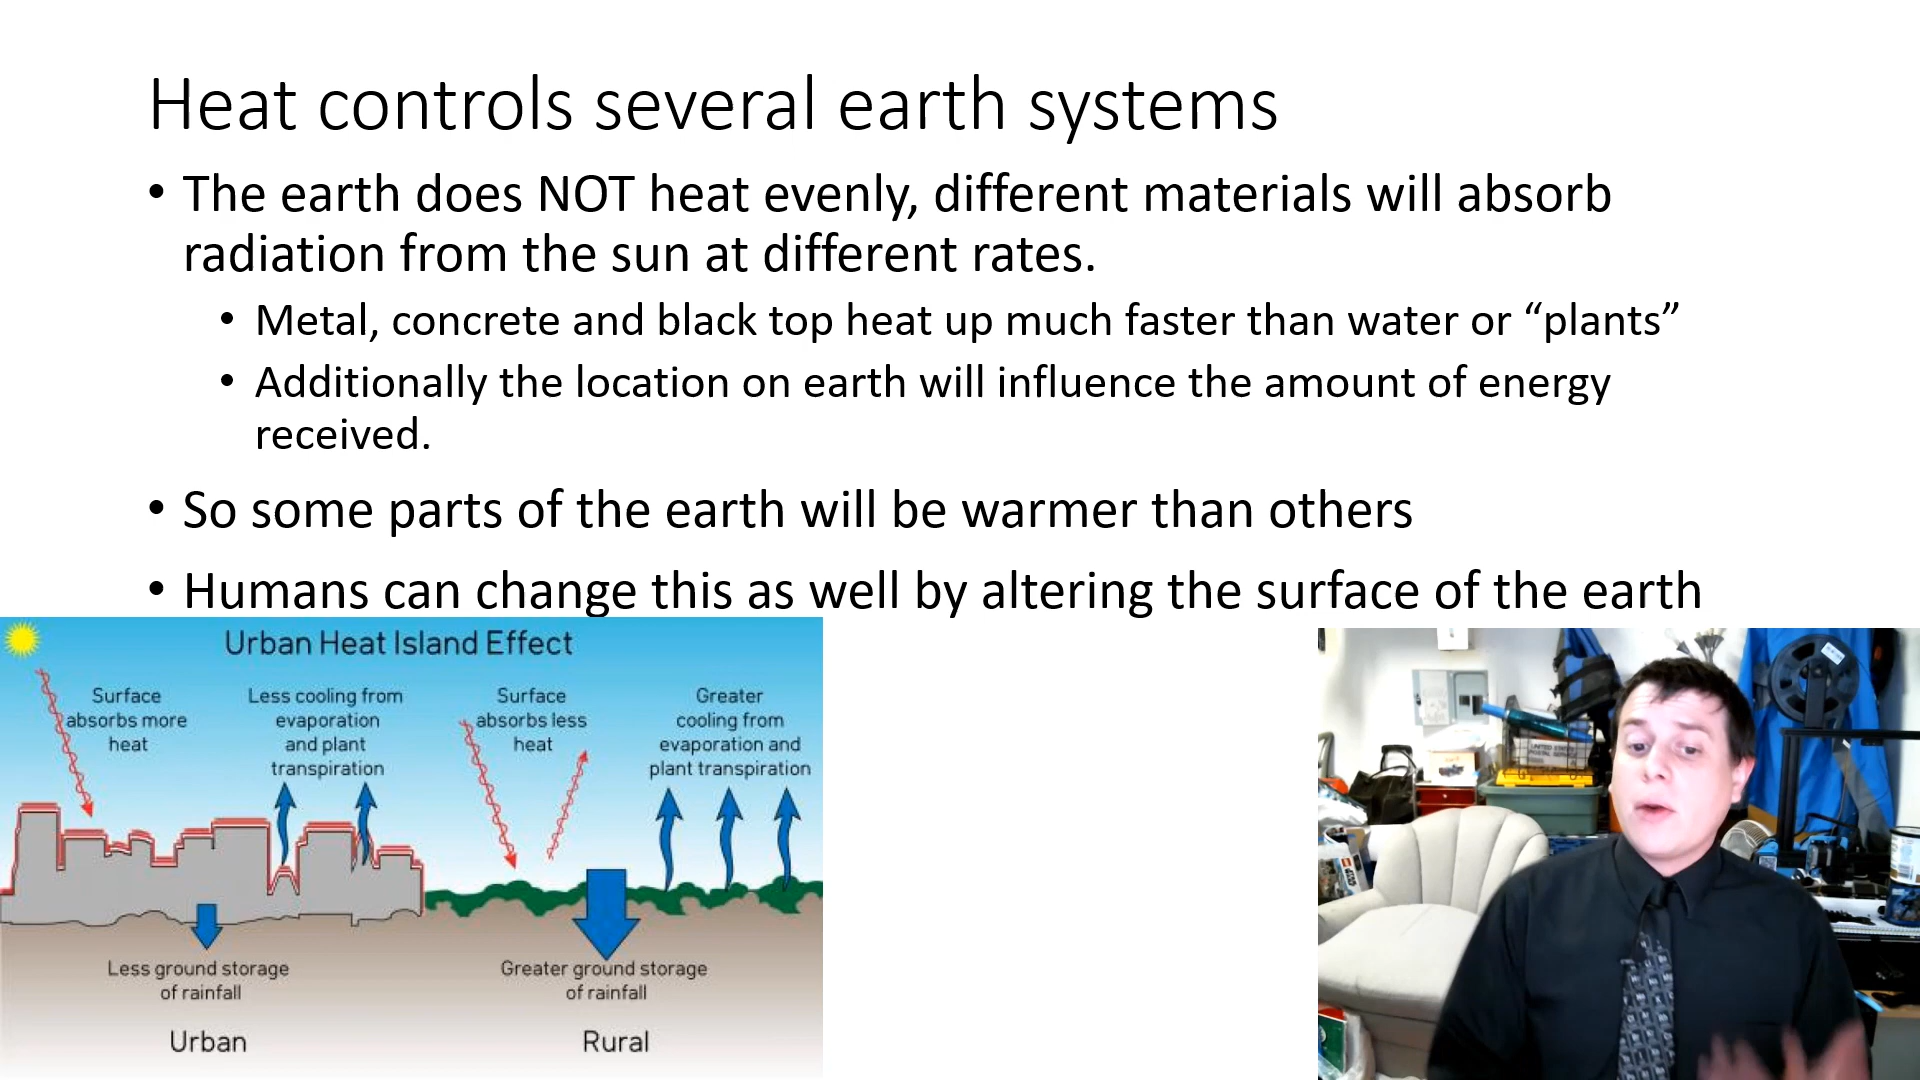 Heat controls several earth systems
• The earth does NOT heat evenly, different materials will absorb
radiation from the sun at different rates.
• Metal, concrete and black top heat up much faster than water or “plants”
• Additionally the location on earth will influence the amount of energy
received.
• So some parts of the earth will be warmer than others
• Humans can change this as well by altering the surface of the earth
Urban Heat Island Effect
Surface
absorbs more
heat
Less cooling from
evaporation
and plant
transpiration
Surface
absorbs less
heat
Greater
cooling from
evaporation and
plant transpiration
Less ground storage
of rainfall
Greater ground storage
of rainfall
Urban
Rural
UNITED STATES
POSTAL SERVICE
LEGO